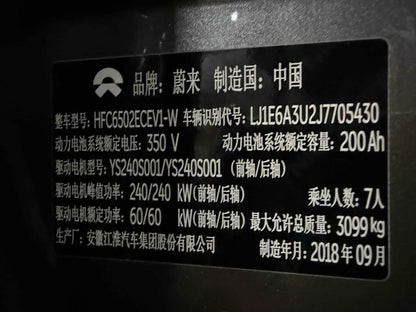 品牌: 蔚来 制造国: 中国
整车型号: HFC6502ECEV1-W 车辆识别代号: LJ1E6A3U2J7705430
动力电池系统额定电压: 350 V 动力电池系统额定容量: 200Ah
驱动电机型号: YS240S001/YS240S001 (前轴/后轴)
驱动电机峰值功率: 240/240 kW(前轴/后轴) 乘坐人数: 7人
驱动电机额定功率: 60/60 kW(前轴/后轴) 最大允许总质量: 3099kg
生产厂: 安徽江淮汽车集团股份有限公司 制造年月: 2018年09月